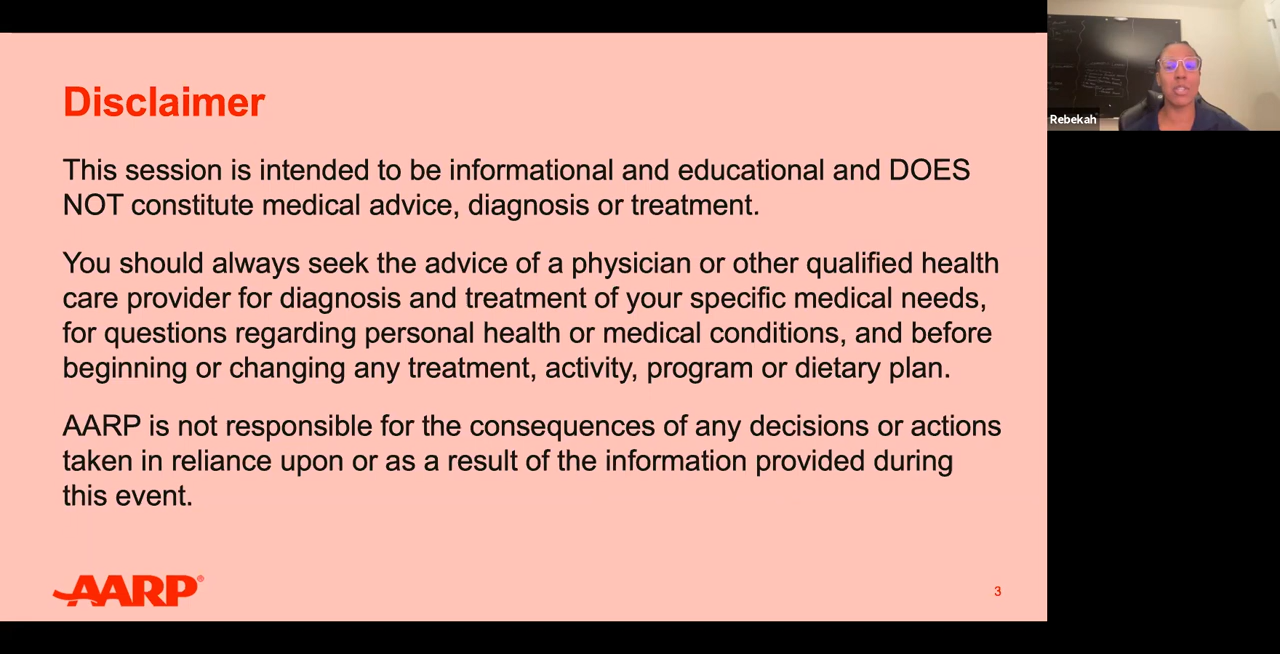 Disclaimer
This session is intended to be informational and educational and DOES
NOT constitute medical advice, diagnosis or treatment.
You should always seek the advice of a physician or other qualified health
care provider for diagnosis and treatment of your specific medical needs,
for questions regarding personal health or medical conditions, and before
beginning or changing any treatment, activity, program or dietary plan.
AARP is not responsible for the consequences of any decisions or actions
taken in reliance upon or as a result of the information provided during
this event.
AARP®
3
Rebekah